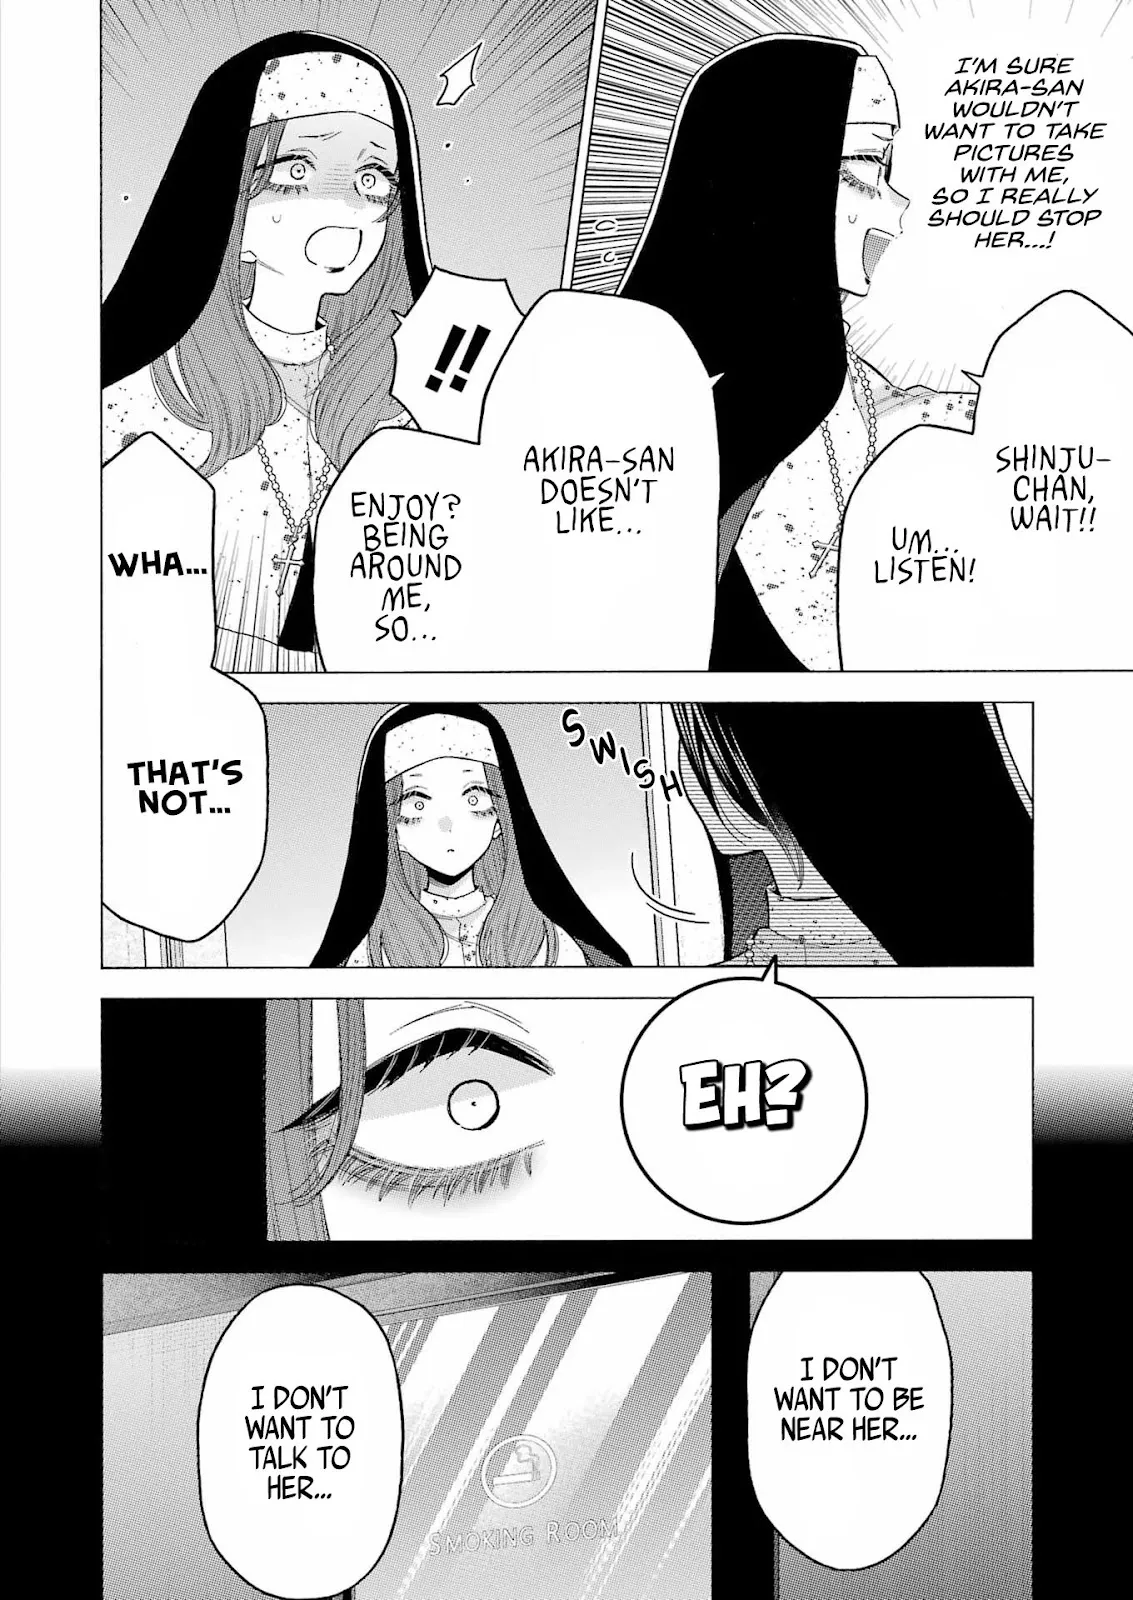 I'M SURE
AKIRA-SAN
WOULDN'T
WANT TO TAKE
PICTURES
WITH ME,
SO I REALLY
SHOULD STOP
HER...!
SHINJU-
CHAN,
WAIT!!
UM...
LISTEN!
AKIRA-SAN
DOESN'T
LIKE...
ENJOY?
BEING
AROUND
ME,
SO...
!!
WHA...
THAT'S
NOT...
SWISH
EH?
I DON'T
WANT TO BE
NEAR HER...
I DON'T
WANT TO
TALK TO
HER...
SMOKING ROOM